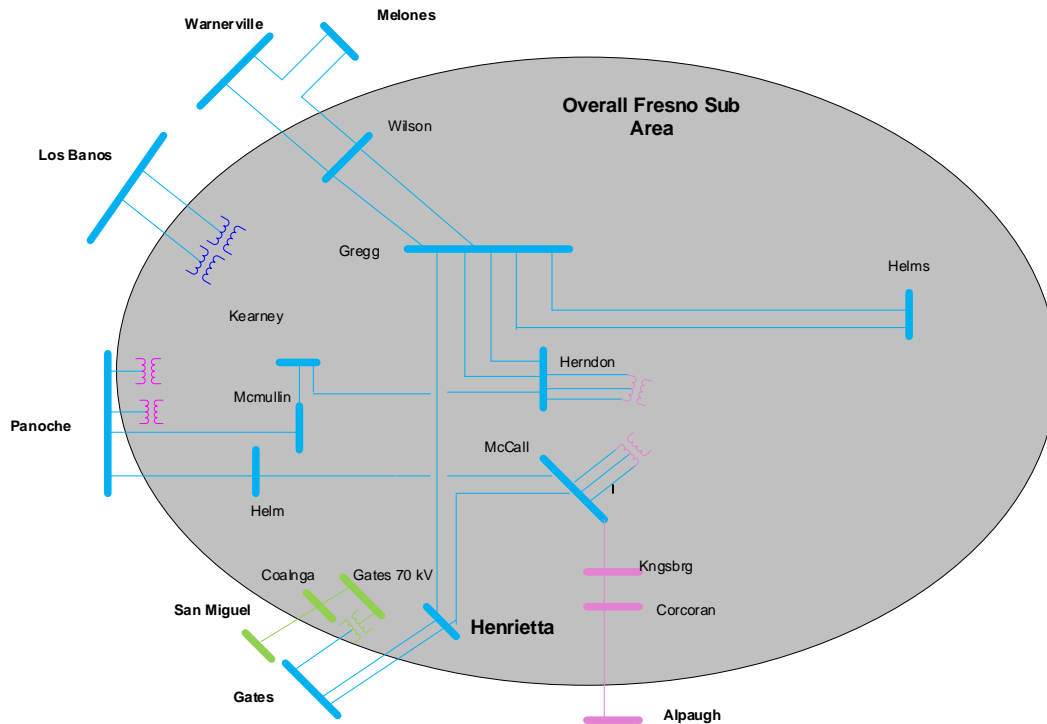 Melones
Warnerville
Overall Fresno Sub
Area
Wilson
Los Banos
Gregg
Helms
Kearney
Herndon
Mcmullin
Panoche
McCall
Helm
Kngsbrg
Coalnga
Gates 70 kV
San Miguel
Corcoran
Henrietta
Gates
Alpaugh